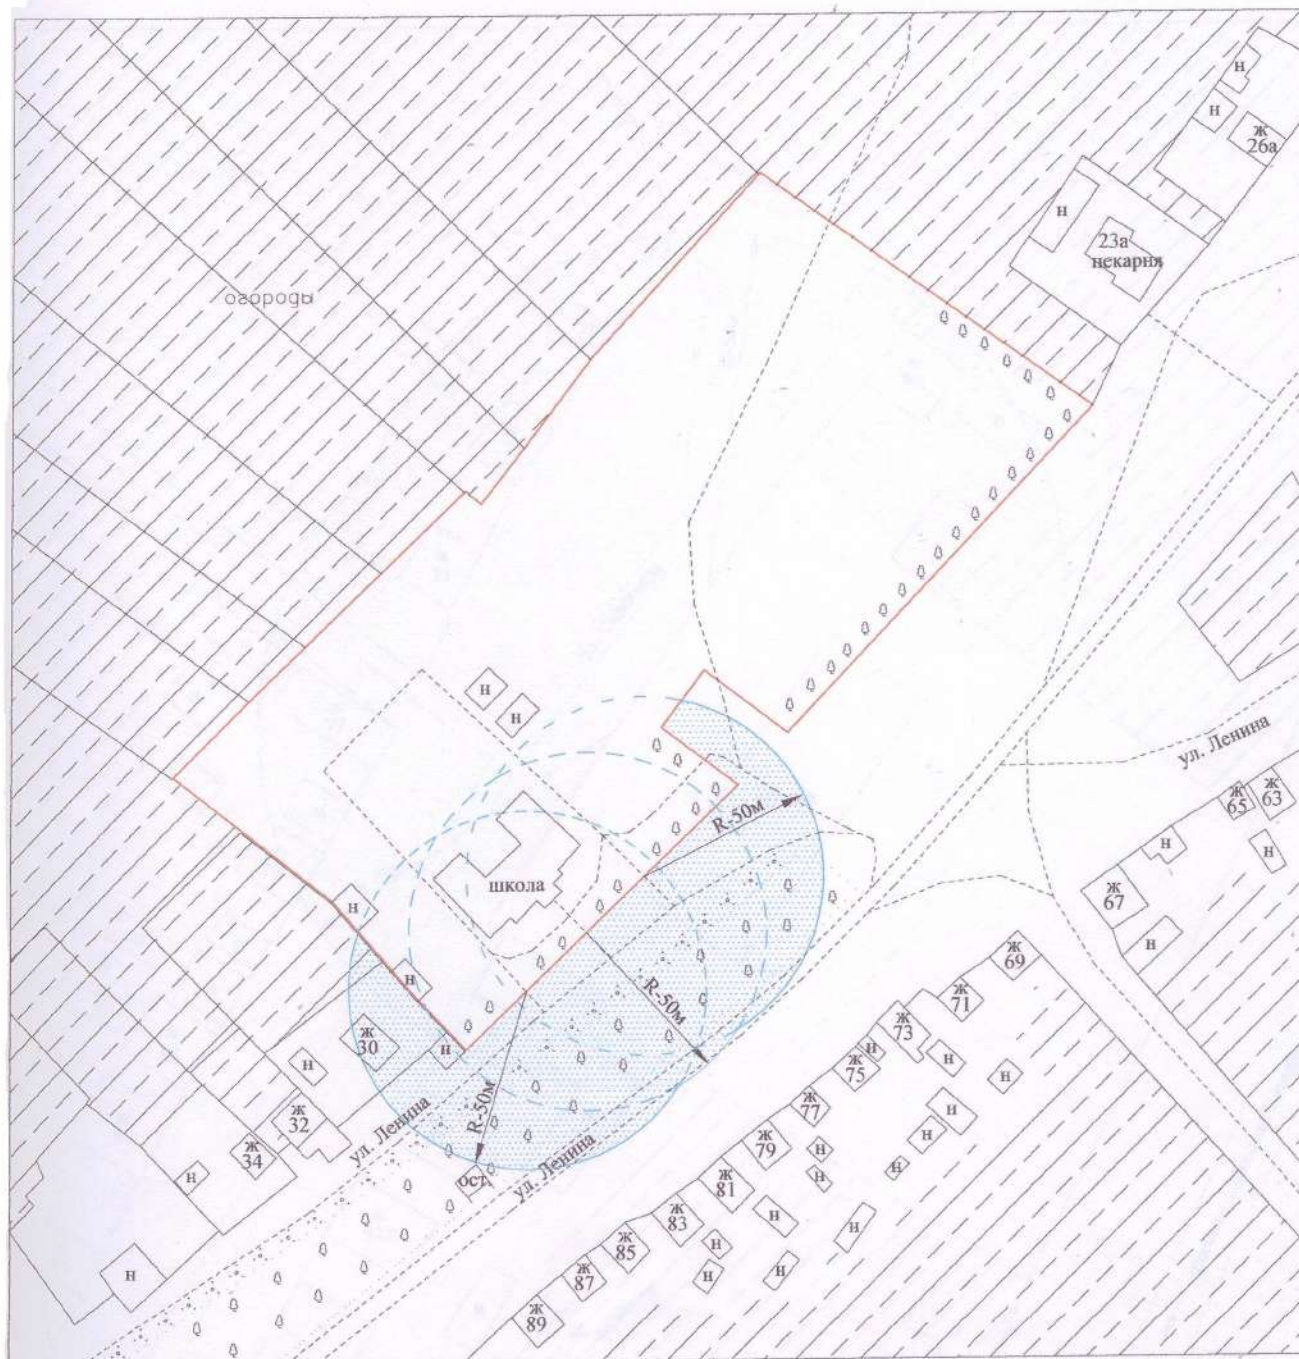 н
н
ж
26а
н
23а
пекарня
огороды
ул. Ленина
н
н
ж
65
ж
63
н
н
школа
R-50м
ж
67
н
н
н
R-50м
ж
69
ж
71
ж
73
н
н
ж
30
н
н
н
ж
75
н
ж
77
н
н
ж
32
ул. Ленина
R-50м
н
ж
79
н
н
ж
34
ост.
ул. Ленина
ж
81
н
ж
83
н
н
ж
85
н
н
н
ж
87
ж
89